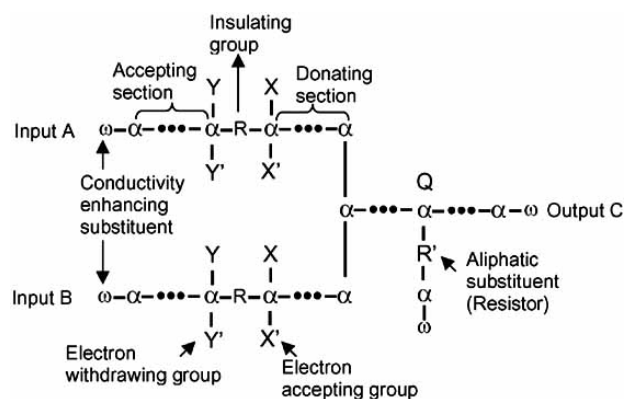 Insulating
group
Accepting
section
Y
X
Donating
section
Input A
ω–α–•••–α–R–α–•••–α
Y'
X'
Conductivity
enhancing
substituent
Q
α–•••–α–•••–α–ω Output C
Y
X
R'
Aliphatic
substituent
(Resistor)
Input B
ω–α–•••–α–R–α–•••–α
α
Y'
X'
ω
Electron
withdrawing group
Electron
accepting group